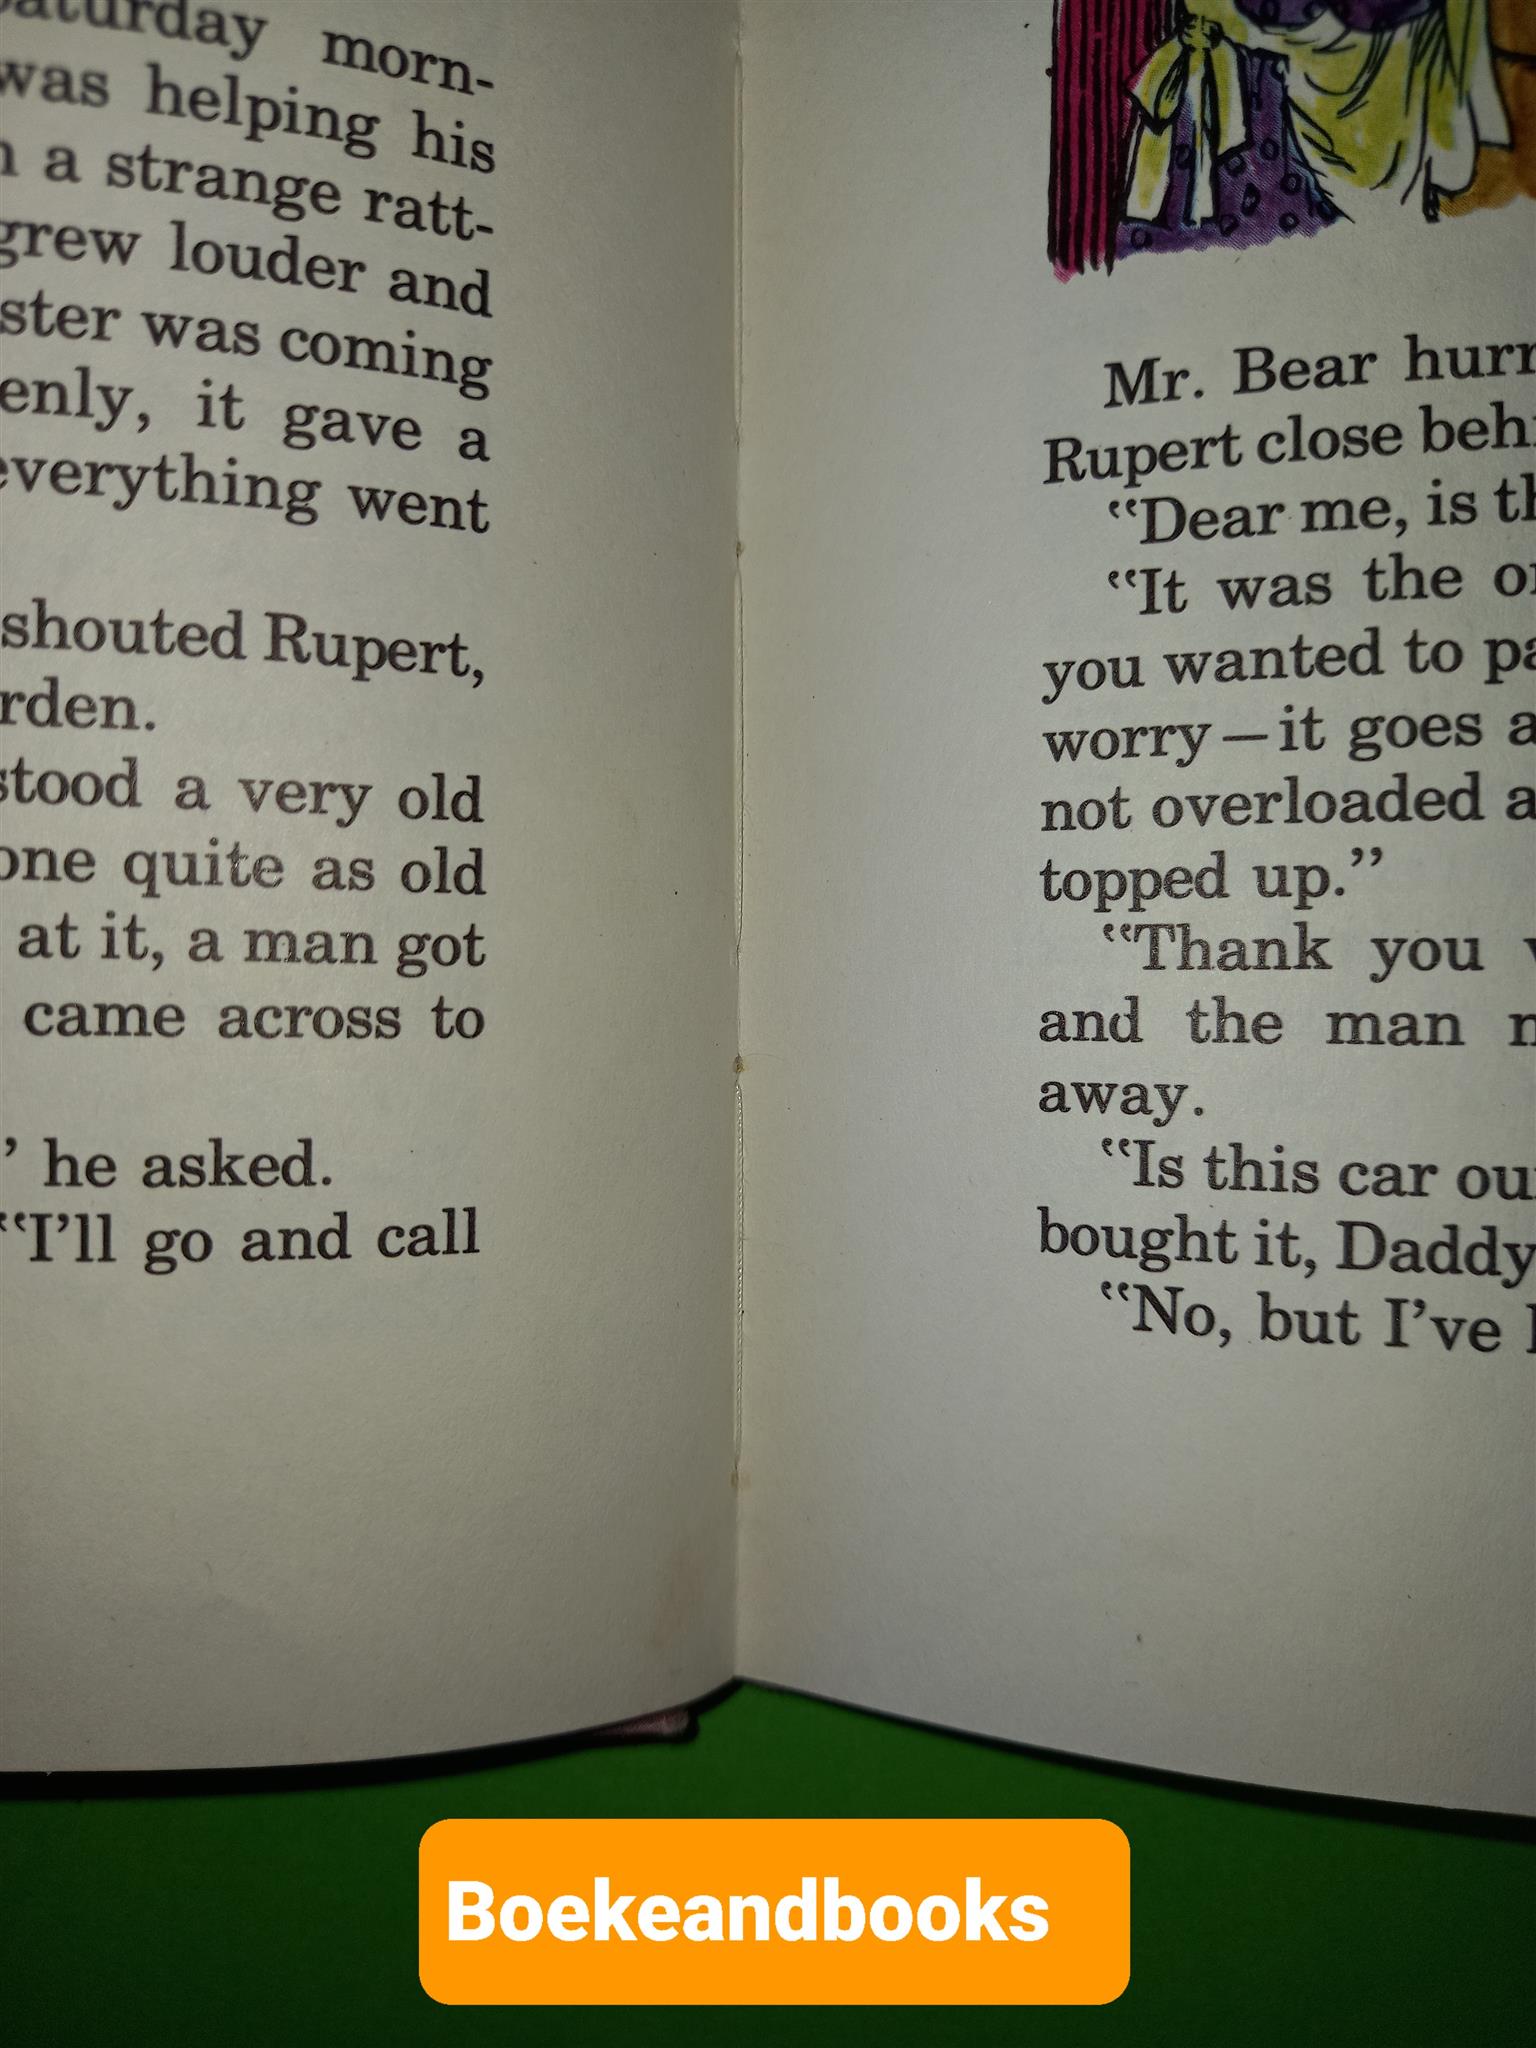 Saturday morn-
was helping his
a strange ratt-
grew louder and
ster was coming
enly, it gave a
everything went
shouted Rupert,
rden.
stood a very old
one quite as old
at it, a man got
came across to
” he asked.
“I’ll go and call
Mr. Bear hurr
Rupert close behi
“Dear me, is th
“It was the on
you wanted to pa
worry—it goes a
not overloaded a
topped up.”
“Thank you
and the man
away.
“Is this car our
bought it, Daddy
“No, but I’ve
Boekeandbooks